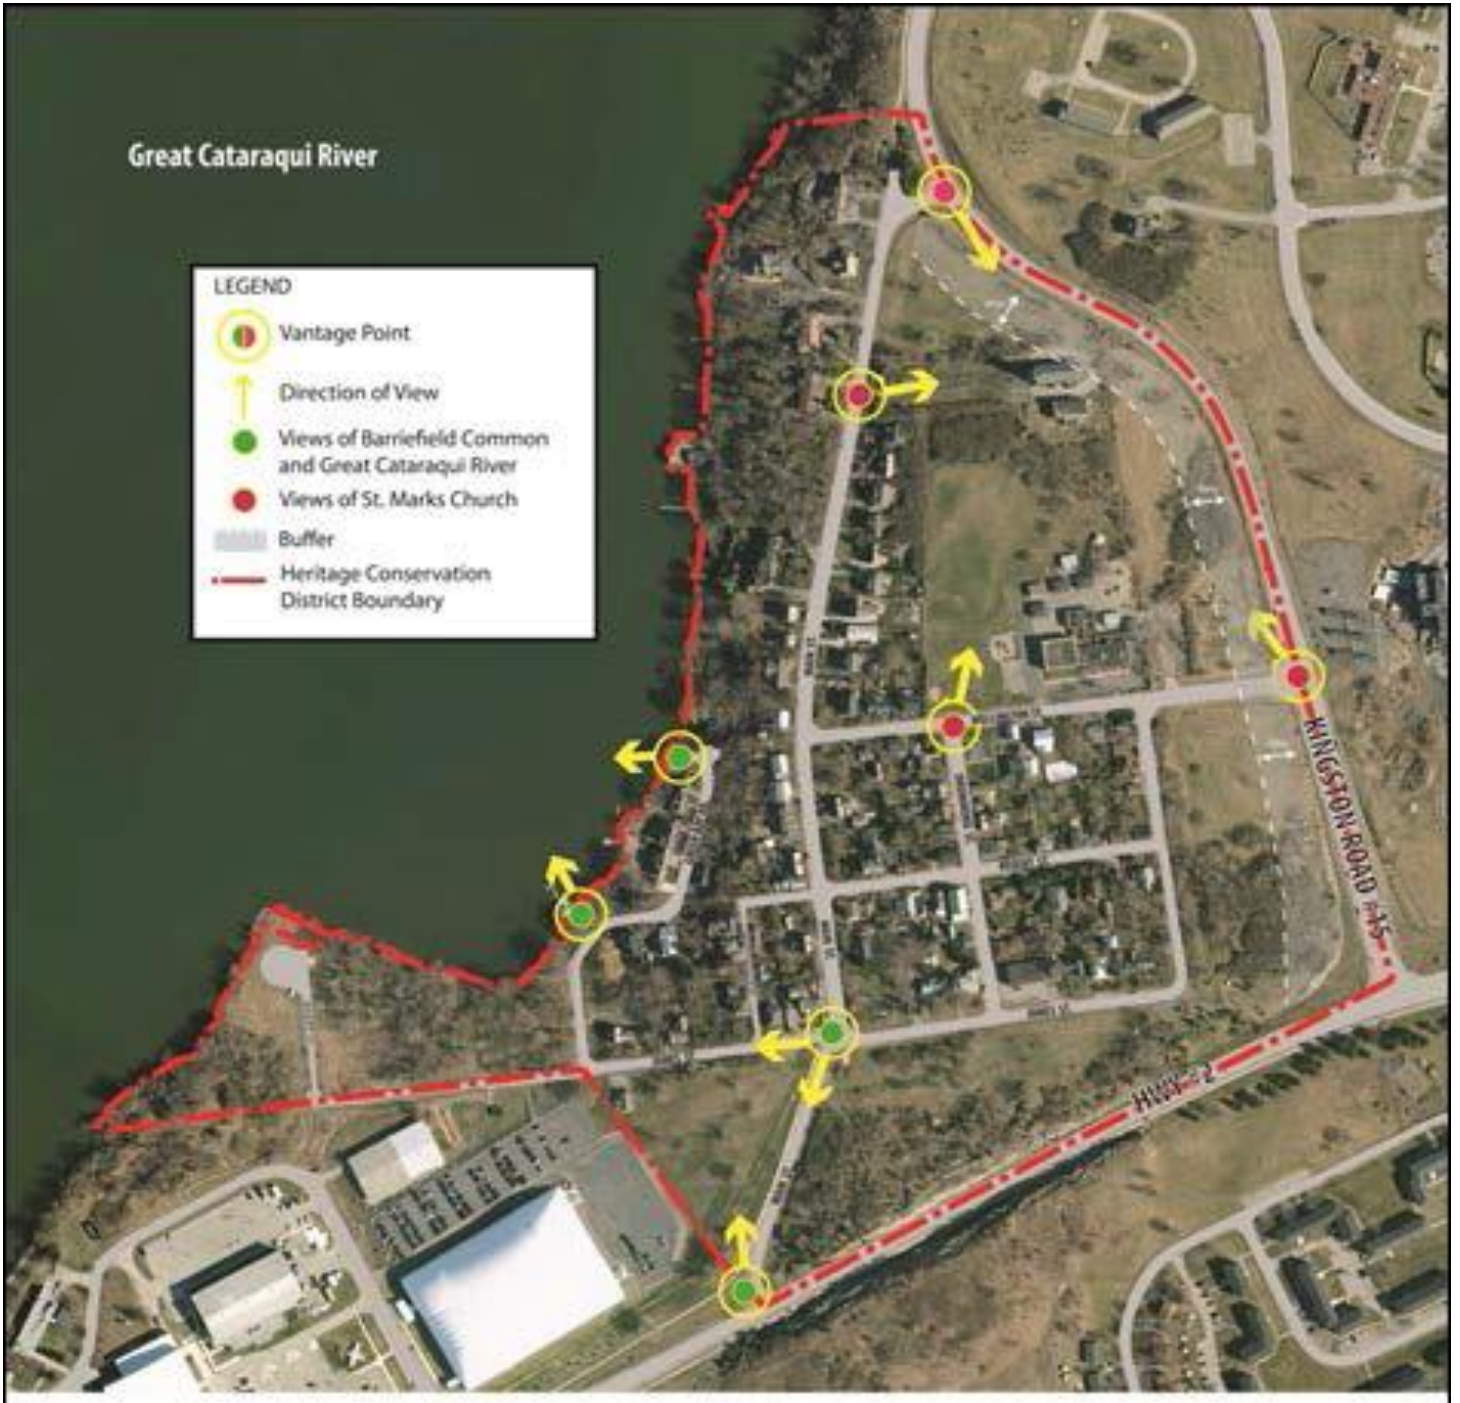 Great Cataraqui River
LEGEND
Vantage Point
Direction of View
Views of Barriefield Common
and Great Cataraqui River
Views of St. Marks Church
Buffer
Heritage Conservation
District Boundary
KINGSTON ROAD
15
HWY 2